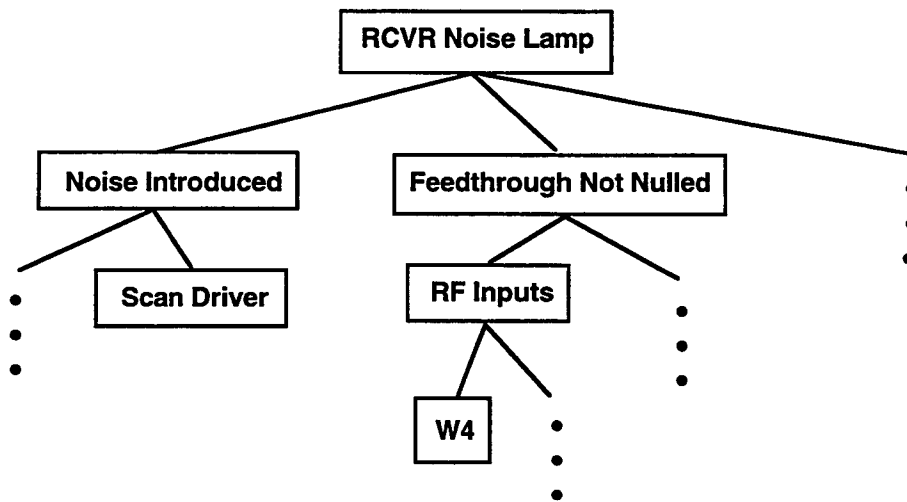 RCVR Noise Lamp
Noise Introduced
Feedthrough Not Nulled
Scan Driver
RF Inputs
W4